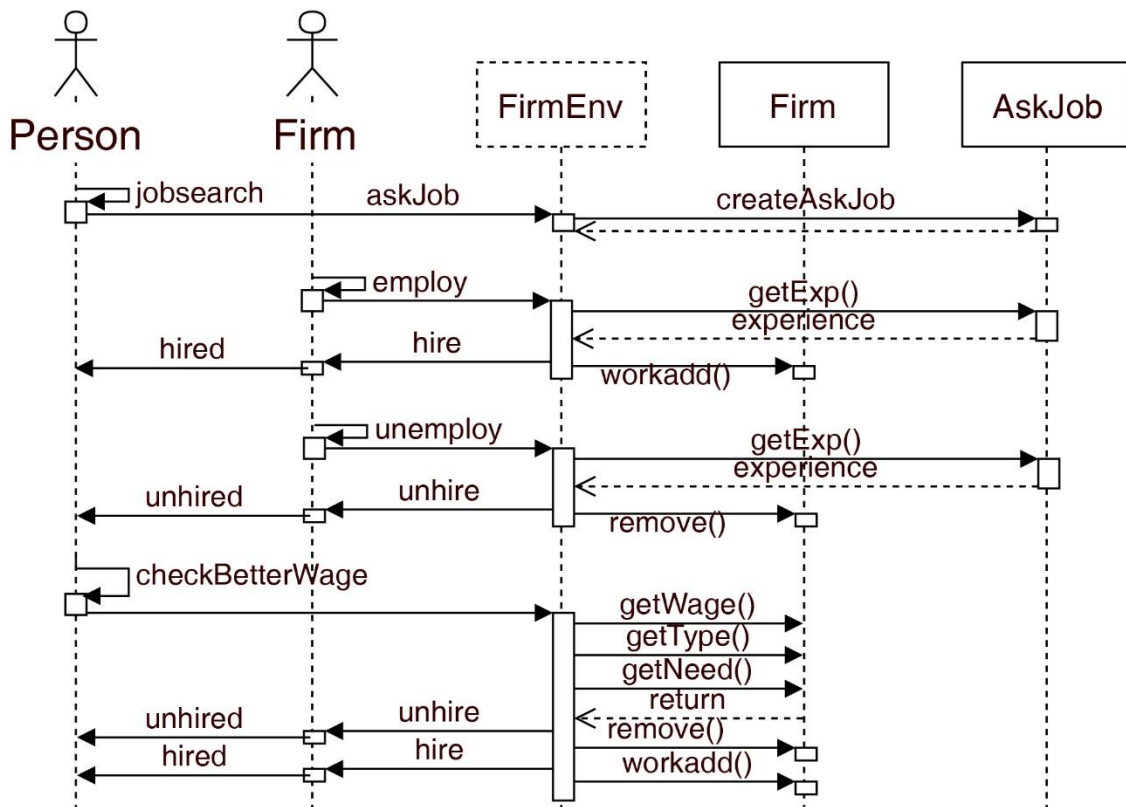 Person
Firm
FirmEnv
Firm
AskJob
jobsearch
askJob
createAskJob
employ
getExp()
experience
hired
hire
workadd()
unemploy
getExp()
experience
unhired
unhire
remove()
checkBetterWage
getWage()
getType()
getNeed()
return
unhired
unhire
remove()
hired
hire
workadd()